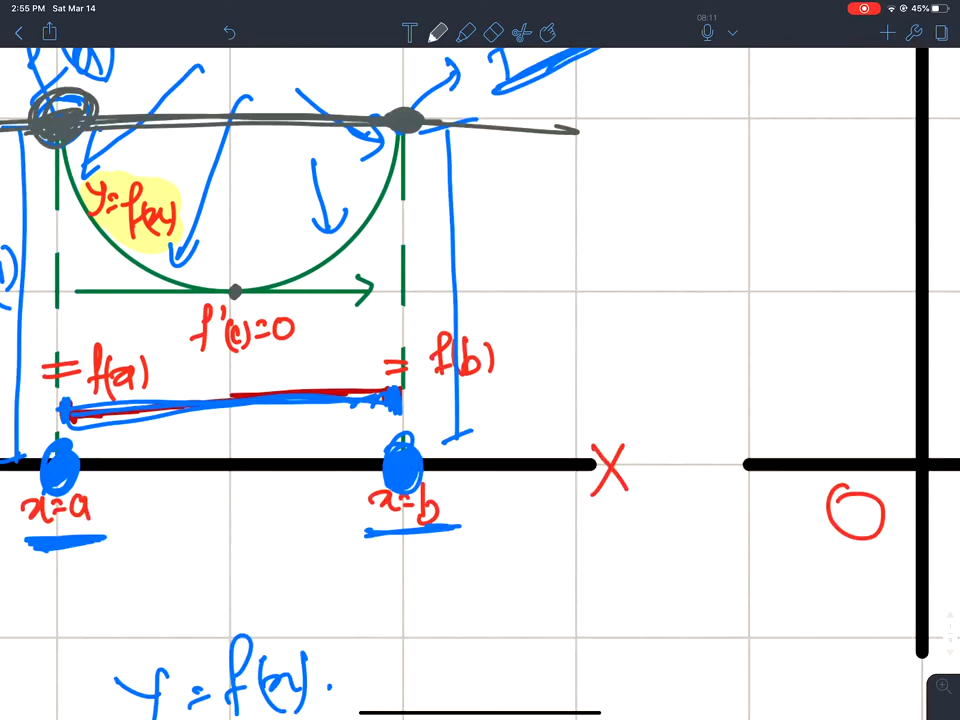 2:55 PM Sat Mar 14
08:11
45%
T
y=f(x)
f'(c)=0
= f(a)
= f(b)
X
x=a
x=b
O
y = f(x).